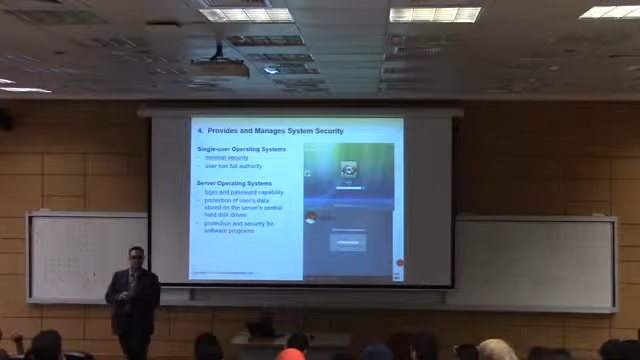 4. Provides and Manages System Security
Single-user Operating Systems
- minimal security
- user has full authority
Server Operating Systems
- login and password capability
- protection of user's data
stored on the server's central
hard disk drives
- protection and security for
software programs